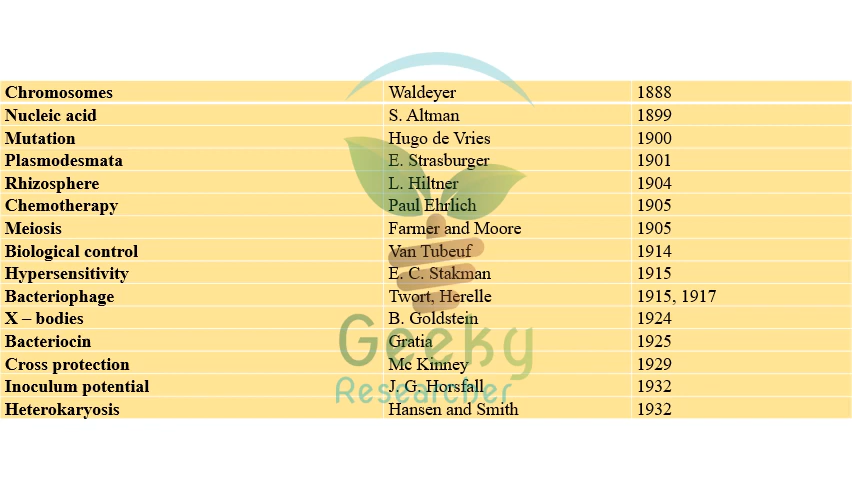 Chromosomes Waldeyer 1888
Nucleic acid S. Altman 1899
Mutation Hugo de Vries 1900
Plasmodesmata E. Strasburger 1901
Rhizosphere L. Hiltner 1904
Chemotherapy Paul Ehrlich 1905
Meiosis Farmer and Moore 1905
Biological control Van Tubeuf 1914
Hypersensitivity E. C. Stakman 1915
Bacteriophage Twort, Herelle 1915, 1917
X – bodies B. Goldstein 1924
Bacteriocin Gratia 1925
Cross protection Mc Kinney 1929
Inoculum potential J. G. Horsfall 1932
Heterokaryosis Hansen and Smith 1932
Geeky
Researcher